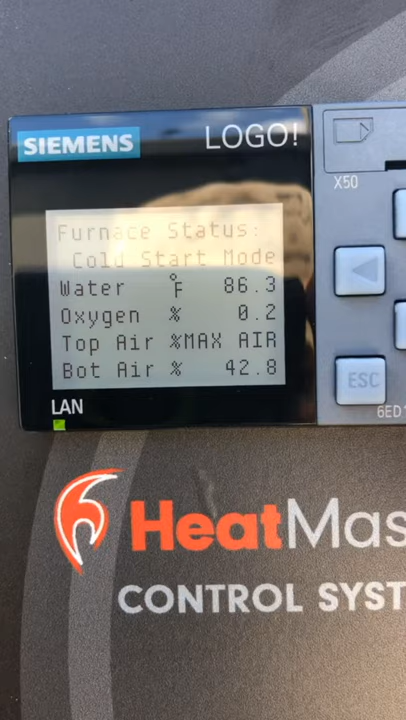 SIEMENS
LOGO!
X50
Furnace Status:
Cold Start Mode
Water °F 86.3
Oxygen % 0.2
Top Air %MAX AIR
Bot Air % 42.8
ESC
LAN
6ED1
HeatMas
CONTROL SYST